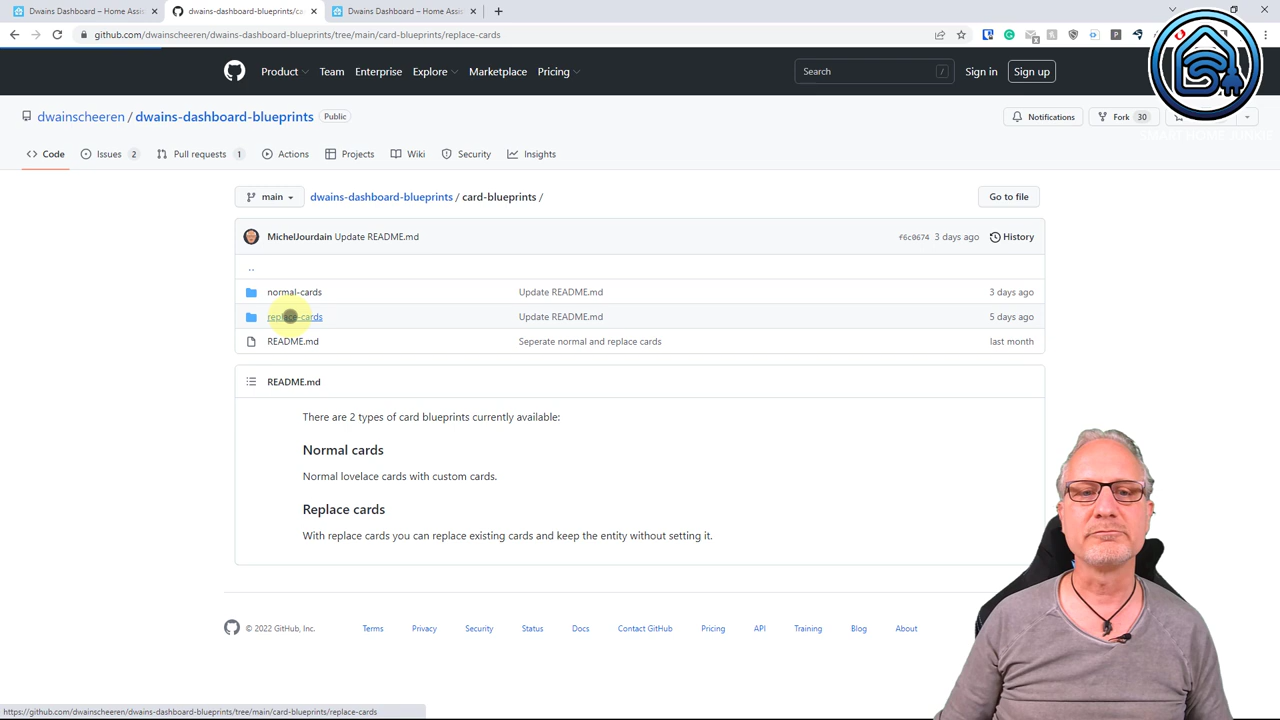 Dwains Dashboard – Home Assis
dwains-dashboard-blueprints/ca
Dwains Dashboard – Home Assist
github.com/dwainscheeren/dwains-dashboard-blueprints/tree/main/card-blueprints/replace-cards
Product Team Enterprise Explore Marketplace Pricing Search / Sign in Sign up
dwainscheeren / dwains-dashboard-blueprints Public Notifications Fork 30
Code Issues 2 Pull requests 1 Actions Projects Wiki Security Insights
main dwains-dashboard-blueprints / card-blueprints / Go to file
MichelJourdain Update README.md f6c0674 3 days ago History
..
normal-cards Update README.md 3 days ago
replace-cards Update README.md 5 days ago
README.md Seperate normal and replace cards last month
README.md
There are 2 types of card blueprints currently available:
Normal cards
Normal lovelace cards with custom cards.
Replace cards
With replace cards you can replace existing cards and keep the entity without setting it.
© 2022 GitHub, Inc. Terms Privacy Security Status Docs Contact GitHub Pricing API Training Blog About
https://github.com/dwainscheeren/dwains-dashboard-blueprints/tree/main/card-blueprints/replace-cards